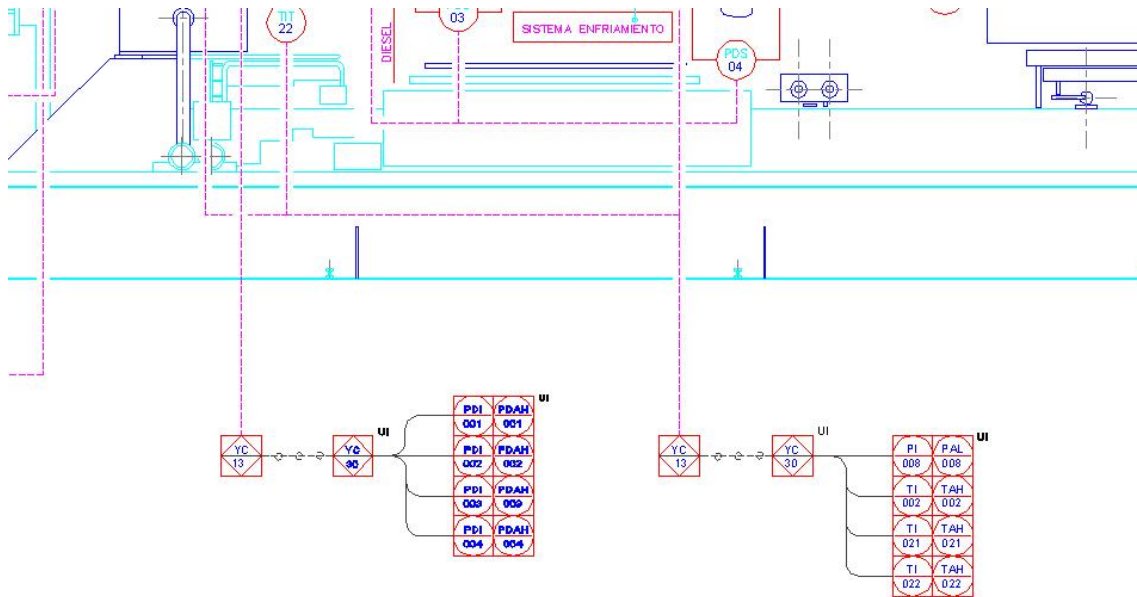 TIT
22
03
DIESEL
SISTEMA ENFRIAMIENTO
PDS
04
UI
PDI PDAH
001 001
UI
YC
13
YC
30
PDI PDAH
002 002
PDI PDAH
003 003
PDI PDAH
004 004
UI
UI
YC
13
YC
30
PI PAL
008 008
TI TAH
002 002
TI TAH
021 021
TI TAH
022 022